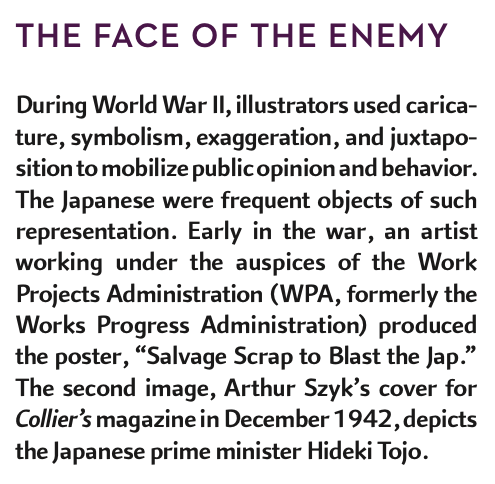 THE FACE OF THE ENEMY
During World War II, illustrators used carica-
ture, symbolism, exaggeration, and juxtapo-
sition to mobilize public opinion and behavior.
The Japanese were frequent objects of such
representation. Early in the war, an artist
working under the auspices of the Work
Projects Administration (WPA, formerly the
Works Progress Administration) produced
the poster, “Salvage Scrap to Blast the Jap.”
The second image, Arthur Szyk’s cover for
Collier’s magazine in December 1942, depicts
the Japanese prime minister Hideki Tojo.